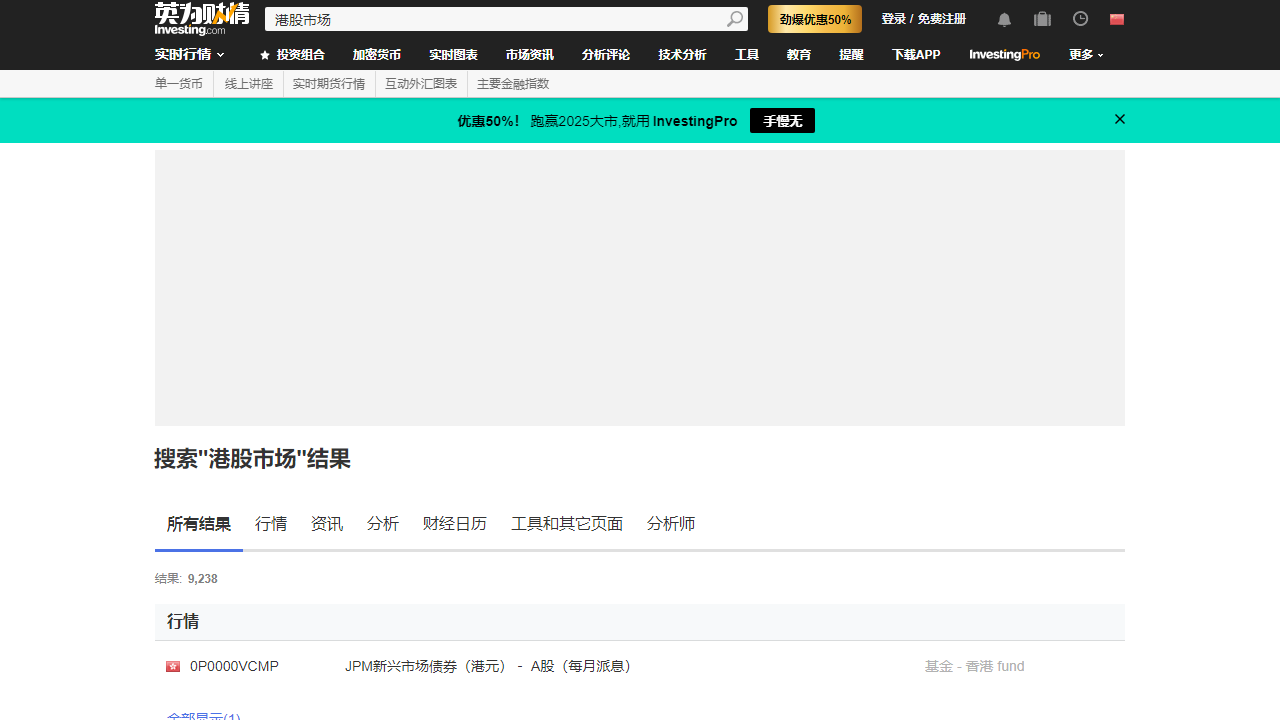 英为财情
Investing.com
港股市场
劲爆优惠50%
登录 / 免费注册
实时行情
投资组合
加密货币
实时图表
市场资讯
分析评论
技术分析
工具
教育
提醒
下载APP
InvestingPro
更多
单一货币
线上讲座
实时期货行情
互动外汇图表
主要金融指数
优惠50%！ 跑赢2025大市,就用 InvestingPro
手慢无
搜索"港股市场"结果
所有结果
行情
资讯
分析
财经日历
工具和其它页面
分析师
结果: 9,238
行情
0P0000VCMP
JPM新兴市场债券（港元） - A股（每月派息）
基金 - 香港 fund
全部显示(1)